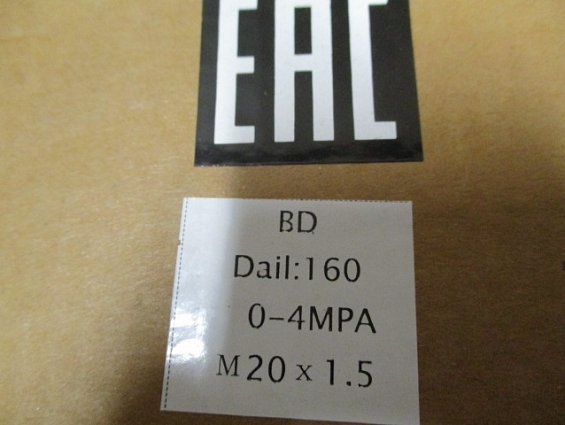 EAC
BD
Dail:160
0-4MPA
M20 x 1.5